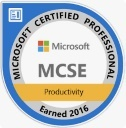 MICROSOFT CERTIFIED PROFESSIONAL
Microsoft
MCSE
Productivity
Earned 2016